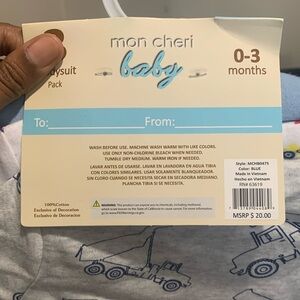 mon cheri
baby
0-3
months
ysuit
Pack
To:
From:
WASH BEFORE USE. MACHINE WASH WARM WITH LIKE COLORS.
USE ONLY NON-CHLORINE BLEACH WHEN NEEDED.
TUMBLE DRY MEDIUM. WARM IRON IF NEEDED.
LAVAR ANTES DE USARSE. LAVAR EN LAVADORA EN AGUA TIBIA
CON COLORES SIMILARES. USAR SOLAMENTE BLANQUEADOR
SIN CLORO CUANDO SE NECESITE. SECAR EN SECADORA MEDIANO.
PLANCHA TIBIA SI SE NECESITA.
Color: BLUE
Made in Vietnam
Hecho en Vietnam
RN# 63619
100%Cotton
Exclusive of Decoration
Exclusivo de Decoracion
WARNING:
MSRP $ 20.00